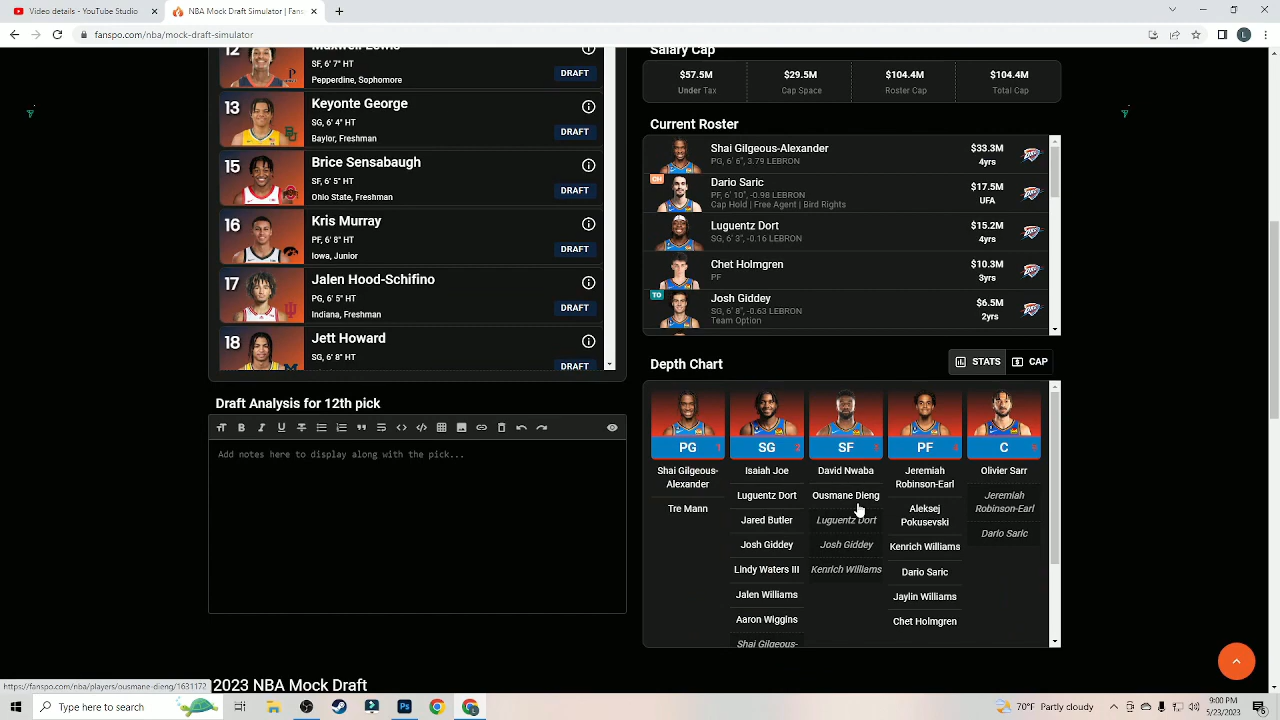 Video details - YouTube Studio
NBA Mock Draft Simulator | Fans
fanspo.com/nba/mock-draft-simulator
12
Maxwell Lewis
SF, 6' 7" HT
Pepperdine, Sophomore
DRAFT
13
Keyonte George
SG, 6' 4" HT
Baylor, Freshman
DRAFT
15
Brice Sensabaugh
SF, 6' 5" HT
Ohio State, Freshman
DRAFT
16
Kris Murray
PF, 6' 8" HT
Iowa, Junior
DRAFT
17
Jalen Hood-Schifino
PG, 6' 5" HT
Indiana, Freshman
DRAFT
18
Jett Howard
SG, 6' 8" HT
DRAFT
Draft Analysis for 12th pick
Add notes here to display along with the pick...
Salary Cap
$57.5M
Under Tax
$29.5M
Cap Space
$104.4M
Roster Cap
$104.4M
Total Cap
Current Roster
Shai Gilgeous-Alexander
PG, 6' 6", 3.79 LEBRON
$33.3M
4yrs
CH
Dario Saric
PF, 6' 10", -0.98 LEBRON
Cap Hold | Free Agent | Bird Rights
$17.5M
UFA
Luguentz Dort
SG, 6' 3", -0.16 LEBRON
$15.2M
4yrs
Chet Holmgren
PF
$10.3M
3yrs
TO
Josh Giddey
SG, 6' 8", -0.63 LEBRON
Team Option
$6.5M
2yrs
Depth Chart
STATS
CAP
PG
Shai Gilgeous-
Alexander
Tre Mann
SG
Isaiah Joe
Luguentz Dort
Jared Butler
Josh Giddey
Lindy Waters III
Jalen Williams
Aaron Wiggins
Shai Gilgeous-
SF
David Nwaba
Ousmane Dieng
Luguentz Dort
Josh Giddey
Kenrich Williams
PF
Jeremiah
Robinson-Earl
Aleksej
Pokusevski
Kenrich Williams
Dario Saric
Jaylin Williams
Chet Holmgren
C
Olivier Sarr
Jeremiah
Robinson-Earl
Dario Saric
https://fanspo.com/nba/players/ousmane-dieng/1631172
2023 NBA Mock Draft
Type here to search
70°F Cloudy
9:00 PM
5/23/2023